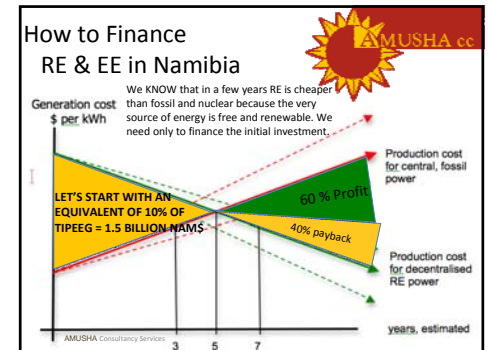 How to Finance
RE & EE in Namibia
AMUSHA cc
We KNOW that in a few years RE is cheaper
than fossil and nuclear because the very
source of energy is free and renewable. We
need only to finance the initial investment.
Generation cost
$ per kWh
Production cost
for central, fossil
power
LET'S START WITH AN
EQUIVALENT OF 10% OF
TIPEEG = 1.5 BILLION NAM$
60 % Profit
40% payback
Production cost
for decentralised
RE power
years, estimated
AMUSHA Consultancy Services
3 5 7